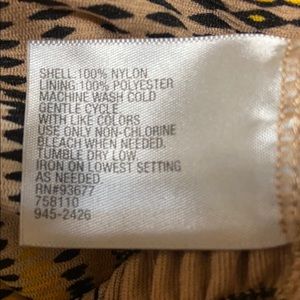 SHELL:100% NYLON
LINING:100% POLYESTER
MACHINE WASH COLD
GENTLE CYCLE
WITH LIKE COLORS
USE ONLY NON-CHLORINE
BLEACH WHEN NEEDED.
TUMBLE DRY LOW.
IRON ON LOWEST SETTING
AS NEEDED.
RN#93677
758110
945-2426